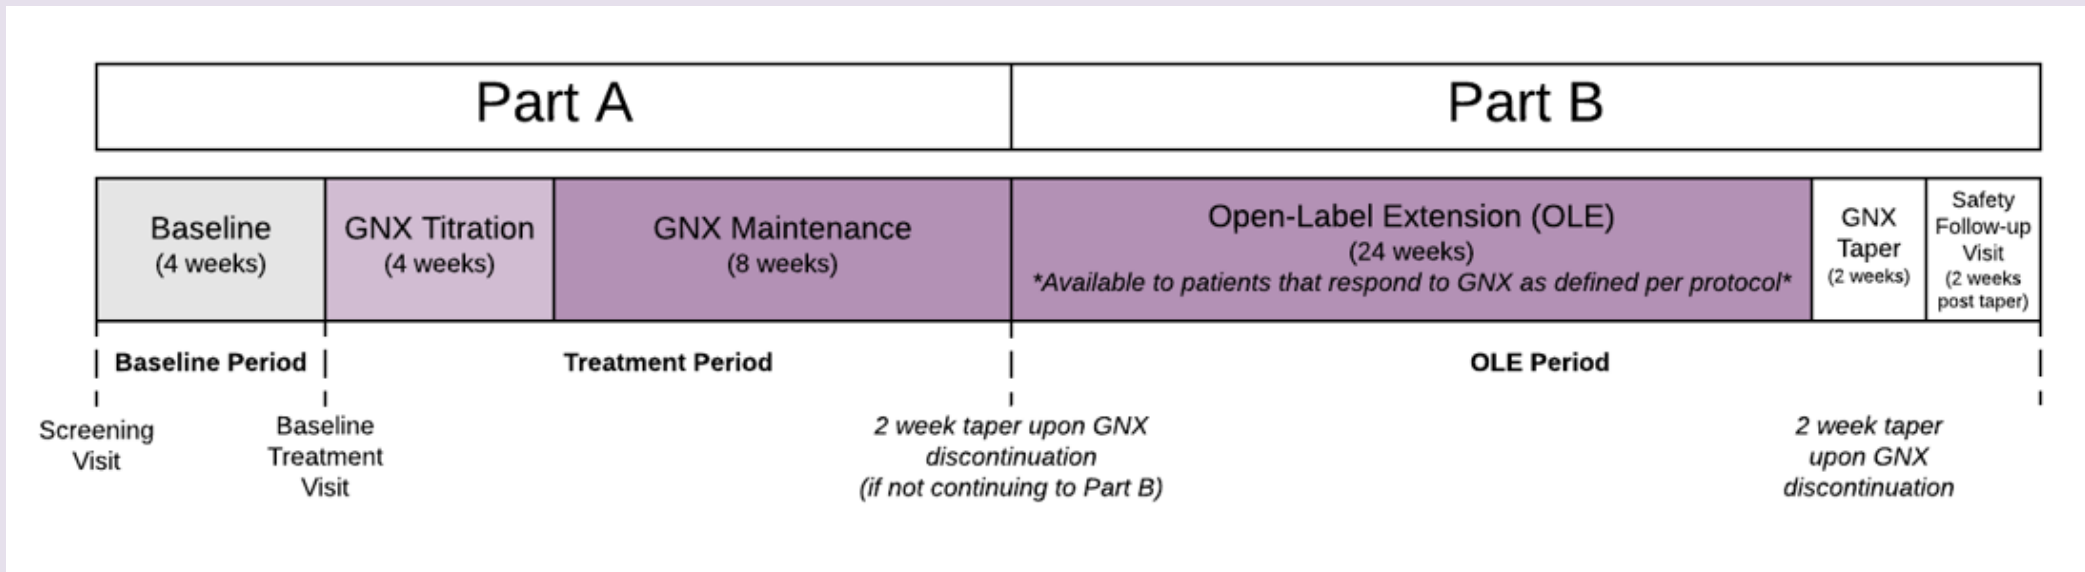 Part A
Part B
Baseline
(4 weeks)
GNX Titration
(4 weeks)
GNX Maintenance
(8 weeks)
Open-Label Extension (OLE)
(24 weeks)
*Available to patients that respond to GNX as defined per protocol*
GNX
Taper
(2 weeks)
Safety
Follow-up
Visit
(2 weeks
post taper)
Baseline Period
Treatment Period
OLE Period
Screening
Visit
Baseline
Treatment
Visit
2 week taper upon GNX
discontinuation
(if not continuing to Part B)
2 week taper
upon GNX
discontinuation